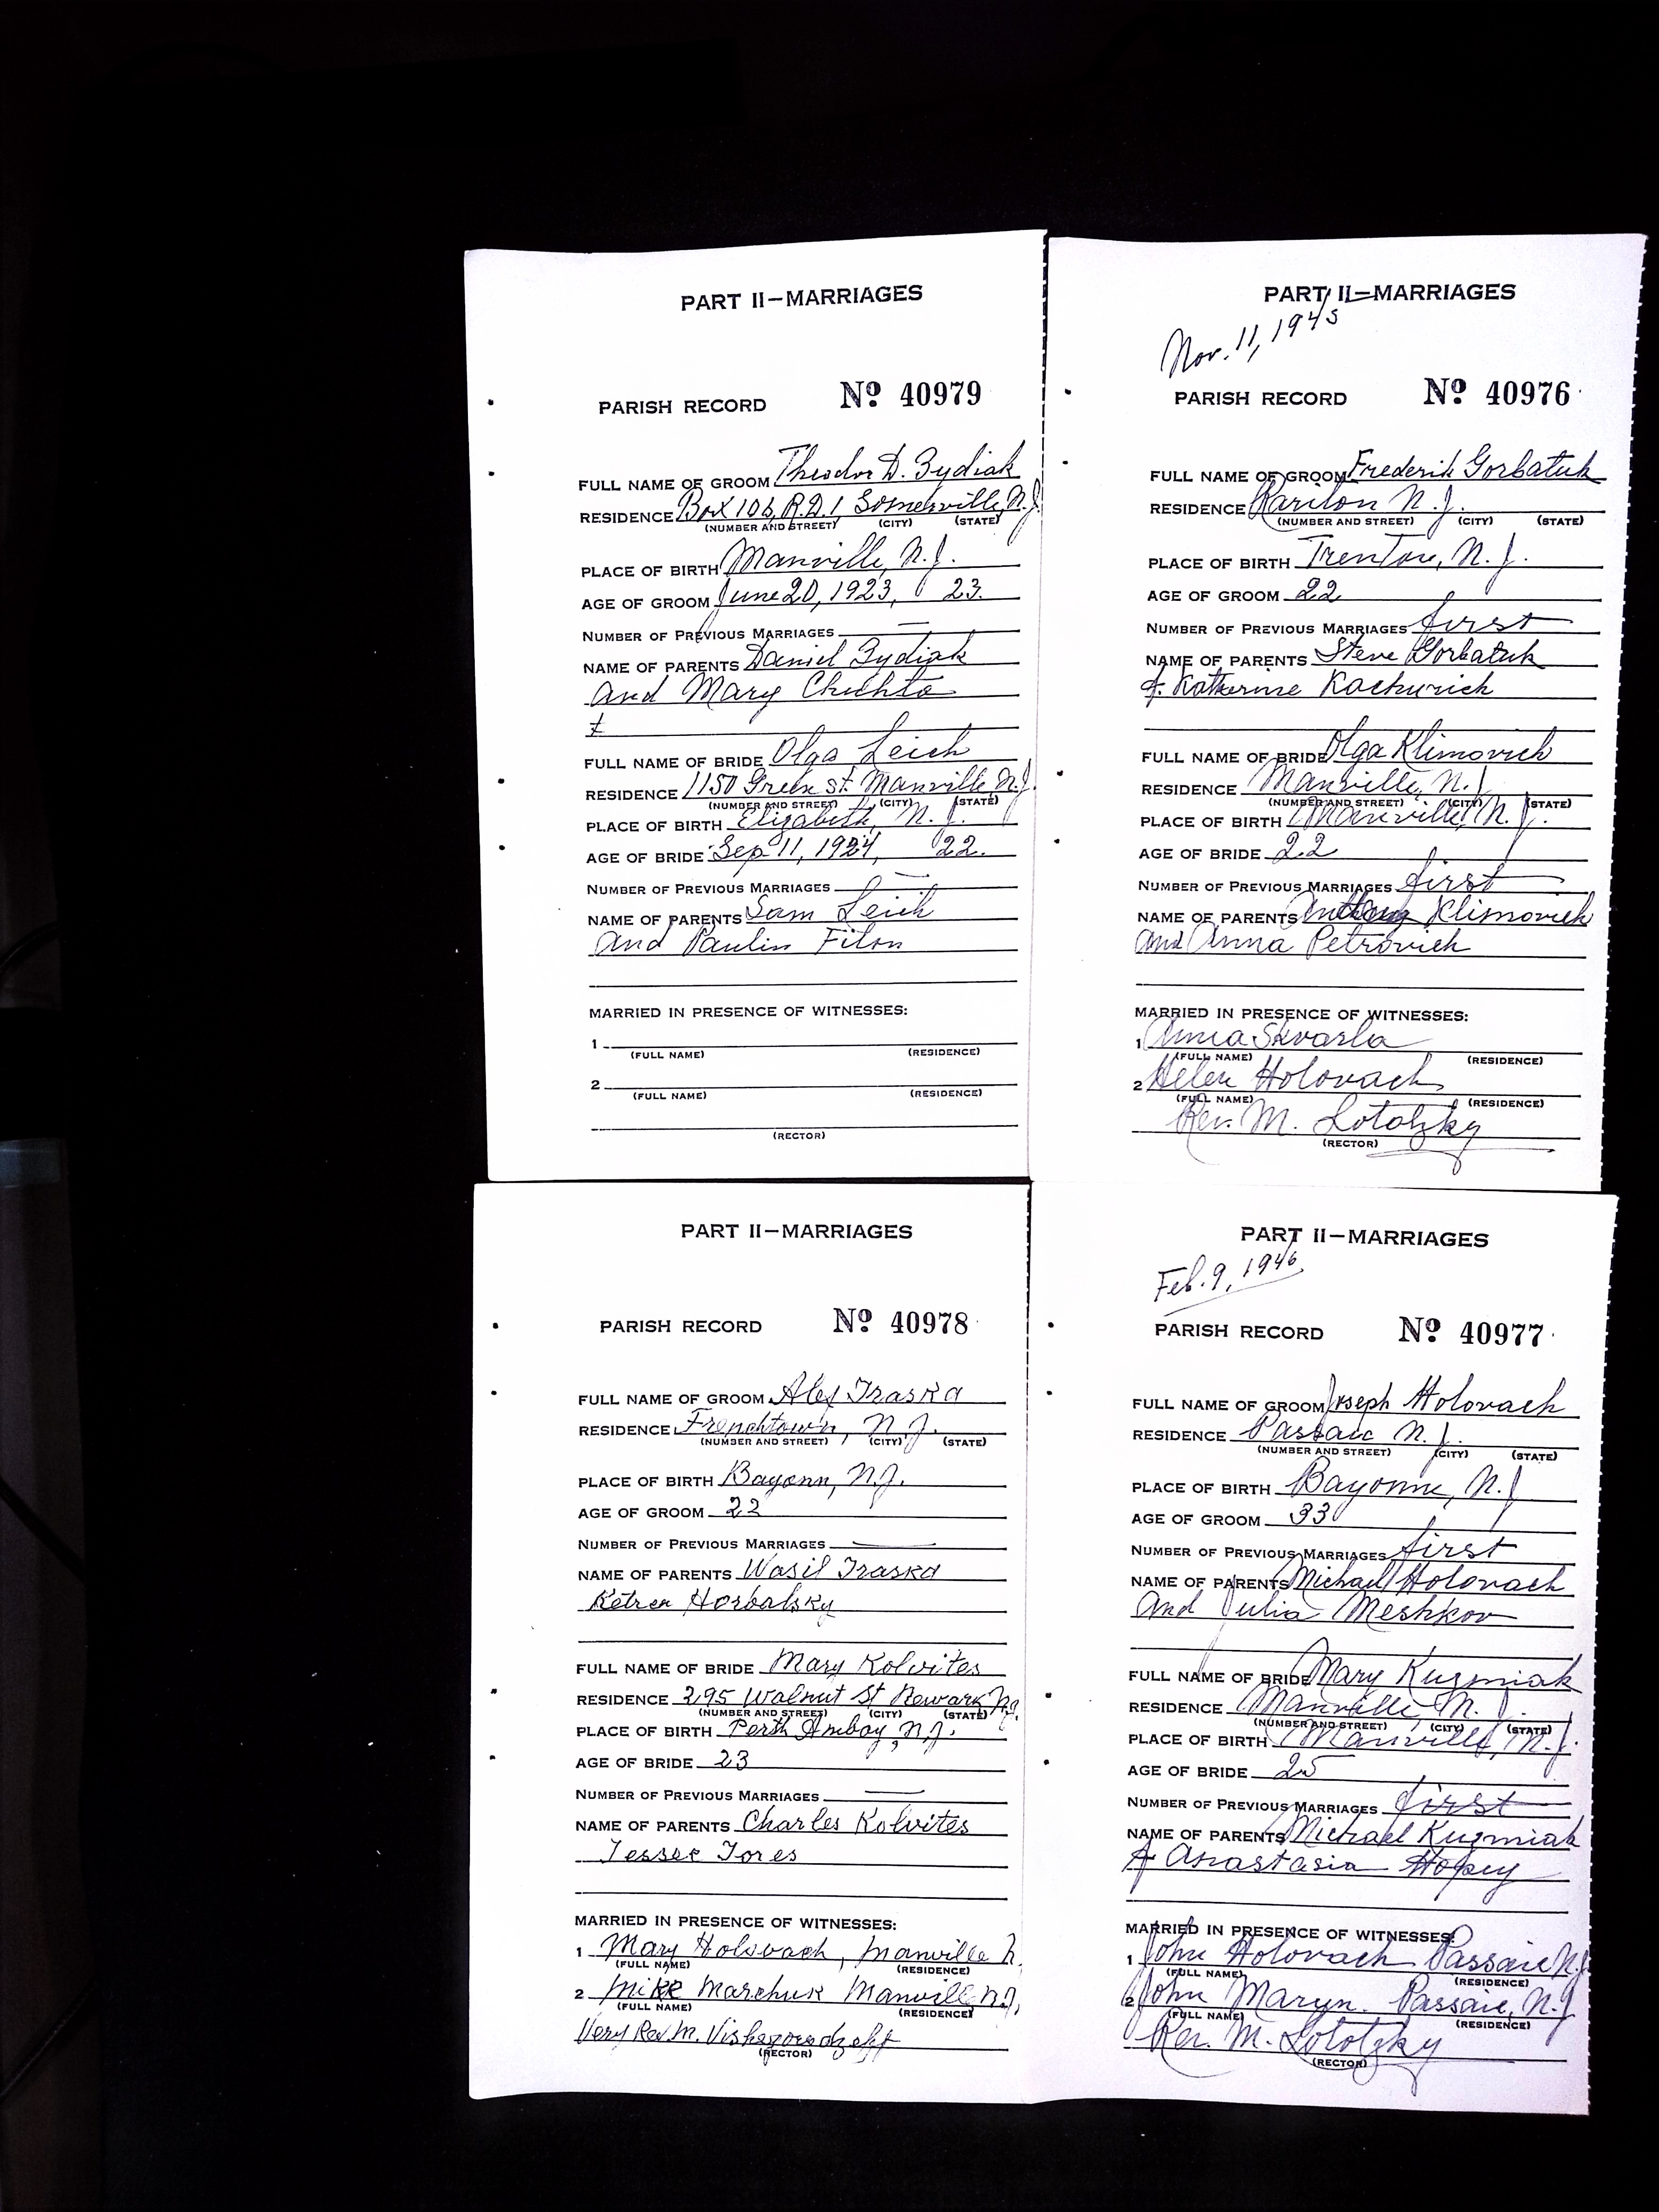 PART II—MARRIAGES
PARISH RECORD Nº 40979
FULL NAME OF GROOM Theodor D. Zydiak
RESIDENCE Box 106, R.D.1, Somerville, N.J.
(NUMBER AND STREET) (CITY) (STATE)
PLACE OF BIRTH Manville, N.J.
AGE OF GROOM June 20, 1923, 23.
NUMBER OF PREVIOUS MARRIAGES —
NAME OF PARENTS Daniel Zydiak
and Mary Chichto
FULL NAME OF BRIDE Olga Leich
RESIDENCE 1150 Green st. Manville, N.J.
(NUMBER AND STREET) (CITY) (STATE)
PLACE OF BIRTH Elizabeth, N.J.
AGE OF BRIDE Sep 11, 1924, 22.
NUMBER OF PREVIOUS MARRIAGES —
NAME OF PARENTS Sam Leich
and Paulin Filon
MARRIED IN PRESENCE OF WITNESSES:
1
(FULL NAME) (RESIDENCE)
2
(FULL NAME) (RESIDENCE)
(RECTOR)
PART II—MARRIAGES
Nov. 11, 1945
PARISH RECORD Nº 40976
FULL NAME OF GROOM Frederik Gorbatuk
RESIDENCE Rariton N.J.
(NUMBER AND STREET) (CITY) (STATE)
PLACE OF BIRTH Trenton, N.J.
AGE OF GROOM 22
NUMBER OF PREVIOUS MARRIAGES first
NAME OF PARENTS Steve Gorbatuk
& Katherine Kachurich
FULL NAME OF BRIDE Olga Klimovich
RESIDENCE Manville, N.J.
(NUMBER AND STREET) (CITY) (STATE)
PLACE OF BIRTH Manville, N.J.
AGE OF BRIDE 22
NUMBER OF PREVIOUS MARRIAGES first
NAME OF PARENTS Anthony Klimovich
and Anna Petrovich
MARRIED IN PRESENCE OF WITNESSES:
1 Anna Skvarla
(FULL NAME) (RESIDENCE)
2 Helen Holovach
(FULL NAME) (RESIDENCE)
Rev. M. Lototzky
(RECTOR)
PART II—MARRIAGES
PARISH RECORD Nº 40978
FULL NAME OF GROOM Alex Traska
RESIDENCE Frenchtown, N.J.
(NUMBER AND STREET) (CITY) (STATE)
PLACE OF BIRTH Bayonn, N.J.
AGE OF GROOM 22
NUMBER OF PREVIOUS MARRIAGES —
NAME OF PARENTS Wasil Traska
Ketren Horbalsky
FULL NAME OF BRIDE Mary Kolvites
RESIDENCE 295 Walnut St Newark N.J.
(NUMBER AND STREET) (CITY) (STATE)
PLACE OF BIRTH Perth Amboy, N.J.
AGE OF BRIDE 23
NUMBER OF PREVIOUS MARRIAGES —
NAME OF PARENTS Charles Kolvites
Tessee Tores
MARRIED IN PRESENCE OF WITNESSES:
1 Mary Holovach, Manville N.
(FULL NAME) (RESIDENCE)
2 Mike Marchuk Manville N.J.
(FULL NAME) (RESIDENCE)
Very Rev. M. Vishegorodzeff
(RECTOR)
PART II—MARRIAGES
Feb. 9, 1946
PARISH RECORD Nº 40977
FULL NAME OF GROOM Joseph Holovach
RESIDENCE Passaic N.J.
(NUMBER AND STREET) (CITY) (STATE)
PLACE OF BIRTH Bayonne, N.J
AGE OF GROOM 33
NUMBER OF PREVIOUS MARRIAGES first
NAME OF PARENTS Michael Holovach
and Julia Meshkov
FULL NAME OF BRIDE Mary Kuzmiak
RESIDENCE Manville N.J.
(NUMBER AND STREET) (CITY) (STATE)
PLACE OF BIRTH Manville, N.J.
AGE OF BRIDE 25
NUMBER OF PREVIOUS MARRIAGES first
NAME OF PARENTS Michael Kuzmiak
& Anastasia Hopey
MARRIED IN PRESENCE OF WITNESSES:
1 John Holovach Passaic N.J.
(FULL NAME) (RESIDENCE)
2 John Maryn. Passaic, N.J
(FULL NAME) (RESIDENCE)
Rev. M. Lototzky
(RECTOR)